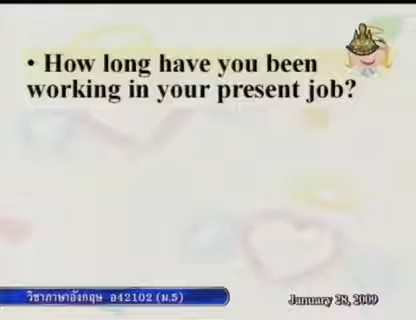 • How long have you been
working in your present job?
วิชาภาษาอังกฤษ อ42102 (ม.5)
January 28, 2009